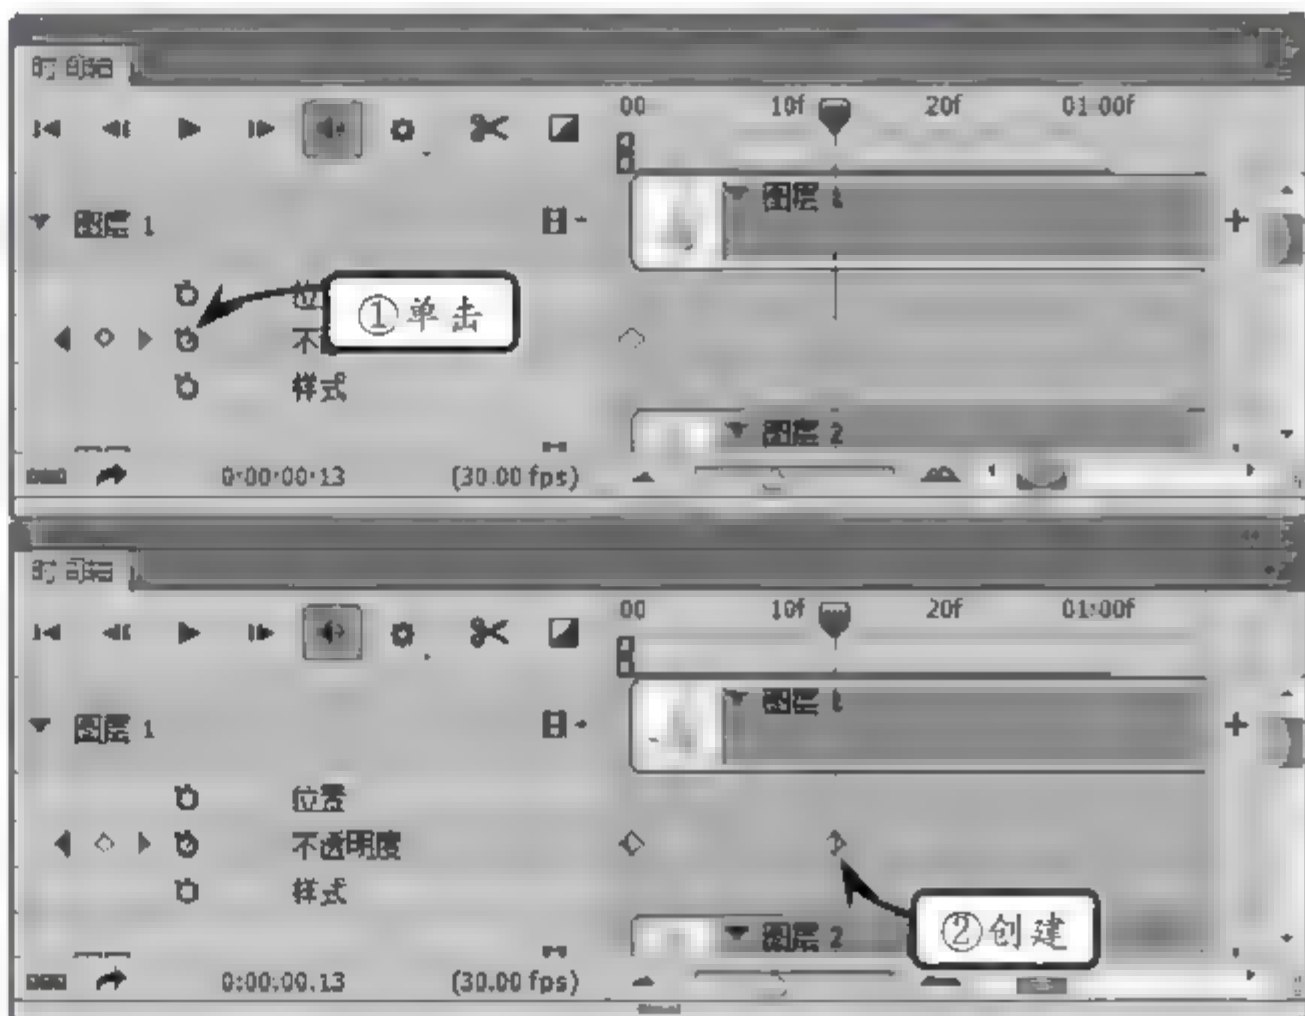 时间轴
00 10f 20f 01:00f
图层 1
图层 1
位
①单击
不
样式
图层 2
0:00:00:13 (30.00 fps)
时间轴
00 10f 20f 01:00f
图层 1
图层 1
位置
不透明度
样式
图层 2
②创建
0:00:00:13 (30.00 fps)